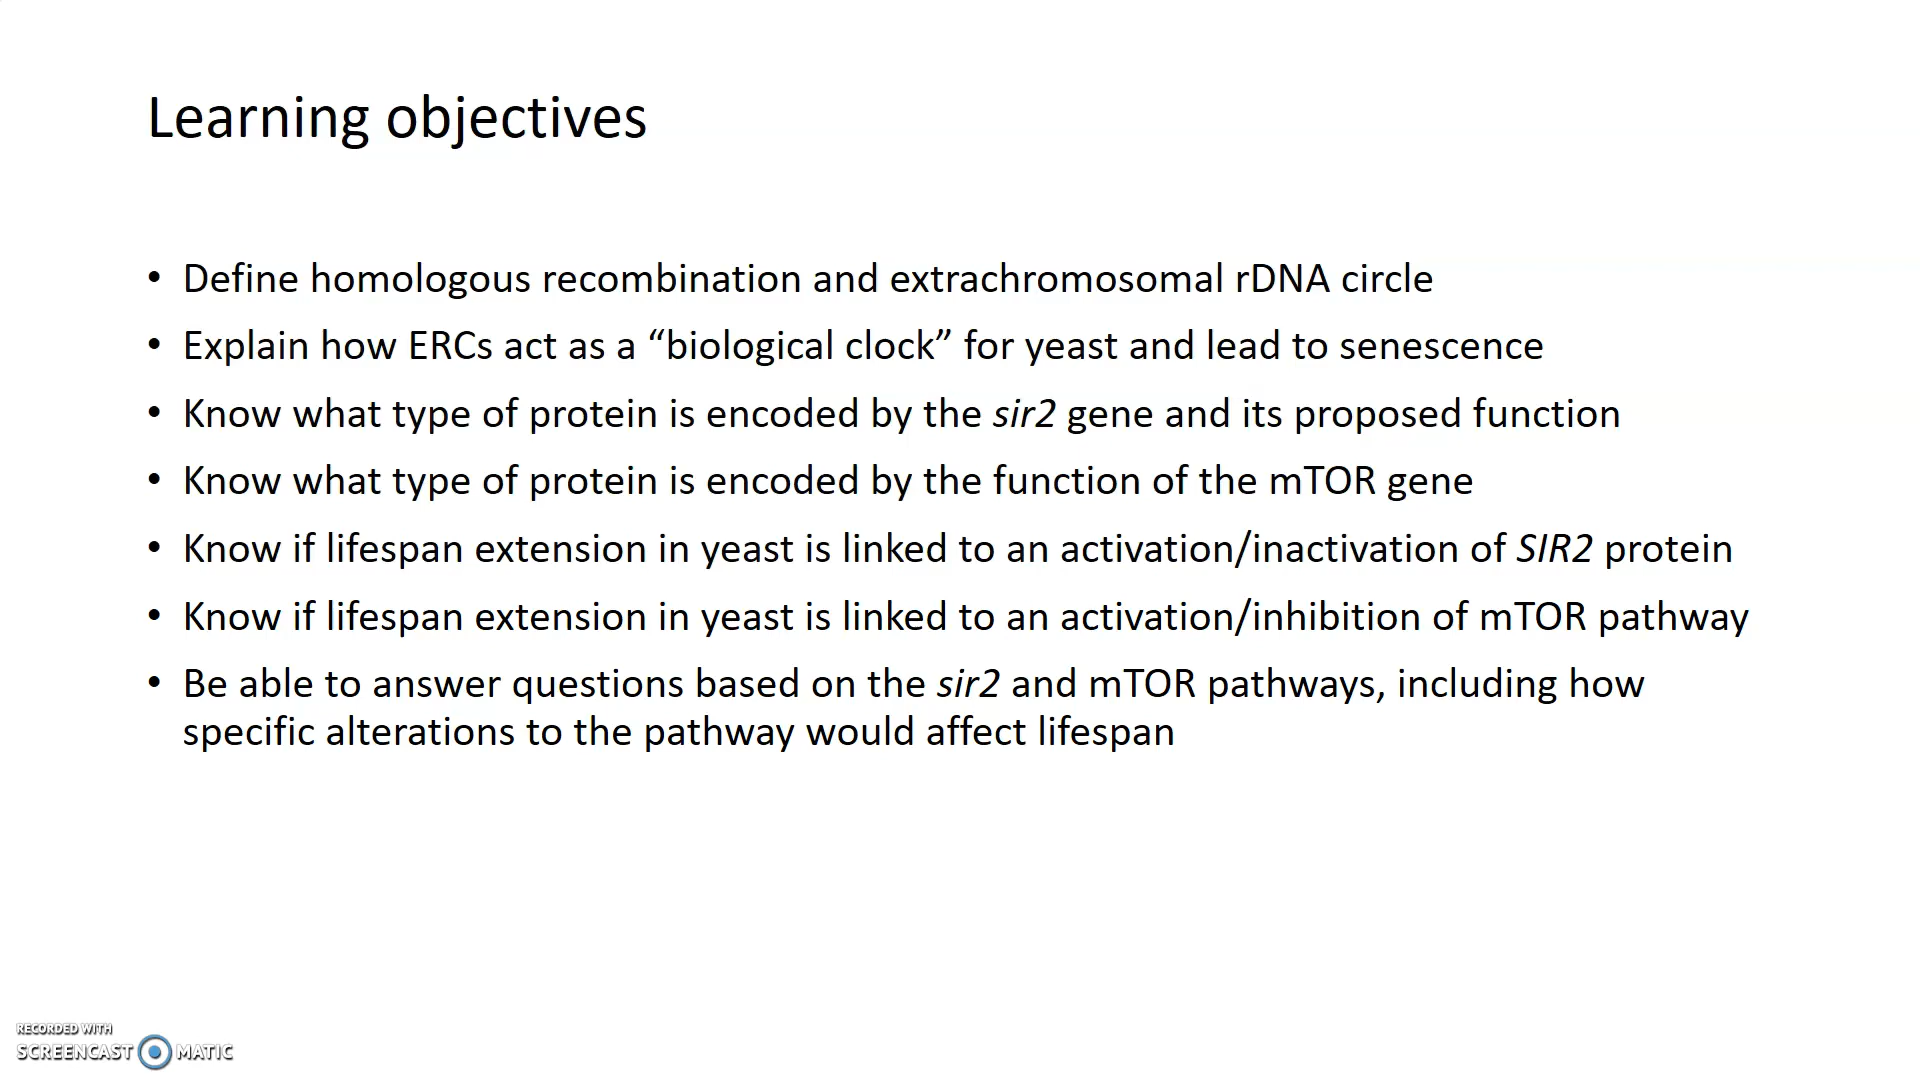 Learning objectives
• Define homologous recombination and extrachromosomal rDNA circle
• Explain how ERCs act as a “biological clock” for yeast and lead to senescence
• Know what type of protein is encoded by the sir2 gene and its proposed function
• Know what type of protein is encoded by the function of the mTOR gene
• Know if lifespan extension in yeast is linked to an activation/inactivation of SIR2 protein
• Know if lifespan extension in yeast is linked to an activation/inhibition of mTOR pathway
• Be able to answer questions based on the sir2 and mTOR pathways, including how
specific alterations to the pathway would affect lifespan
RECORDED WITH
SCREENCAST MATIC